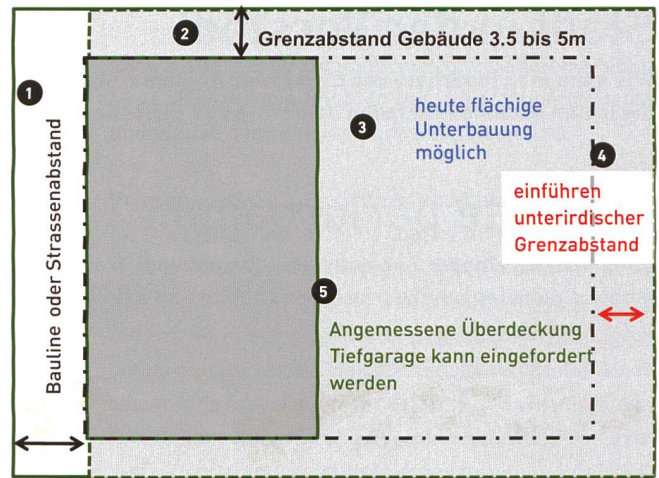 2
Grenzabstand Gebäude 3.5 bis 5m
1
Bauline oder Strassenabstand
3
heute flächige
Unterbauung
möglich
4
einführen
unterirdischer
Grenzabstand
5
Angemessene Überdeckung
Tiefgarage kann eingefordert
werden